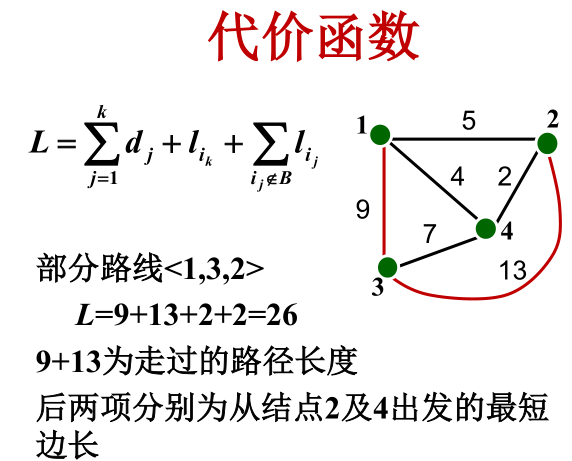 代价函数
L = \sum_{j=1}^{k} d_j + l_{i_k} + \sum_{i_j \notin B} l_{i_j}
部分路线<1,3,2>
L=9+13+2+2=26
9+13为走过的路径长度
后两项分别为从结点2及4出发的最短
边长
1
5
2
4
2
9
7
4
3
13